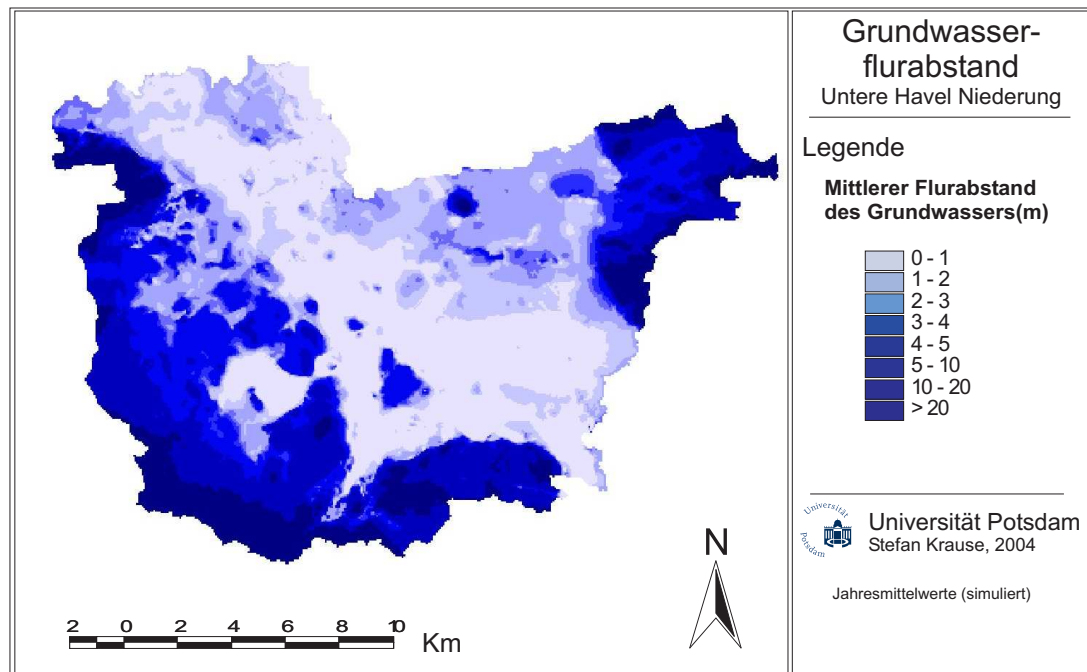 Grundwasser-
flurabstand
Untere Havel Niederung
Legende
Mittlerer Flurabstand
des Grundwassers(m)
0 - 1
1 - 2
2 - 3
3 - 4
4 - 5
5 - 10
10 - 20
> 20
Universität
Potsdam
Universität Potsdam
Stefan Krause, 2004
Jahresmittelwerte (simuliert)
N
2 0 2 4 6 8 10
Km